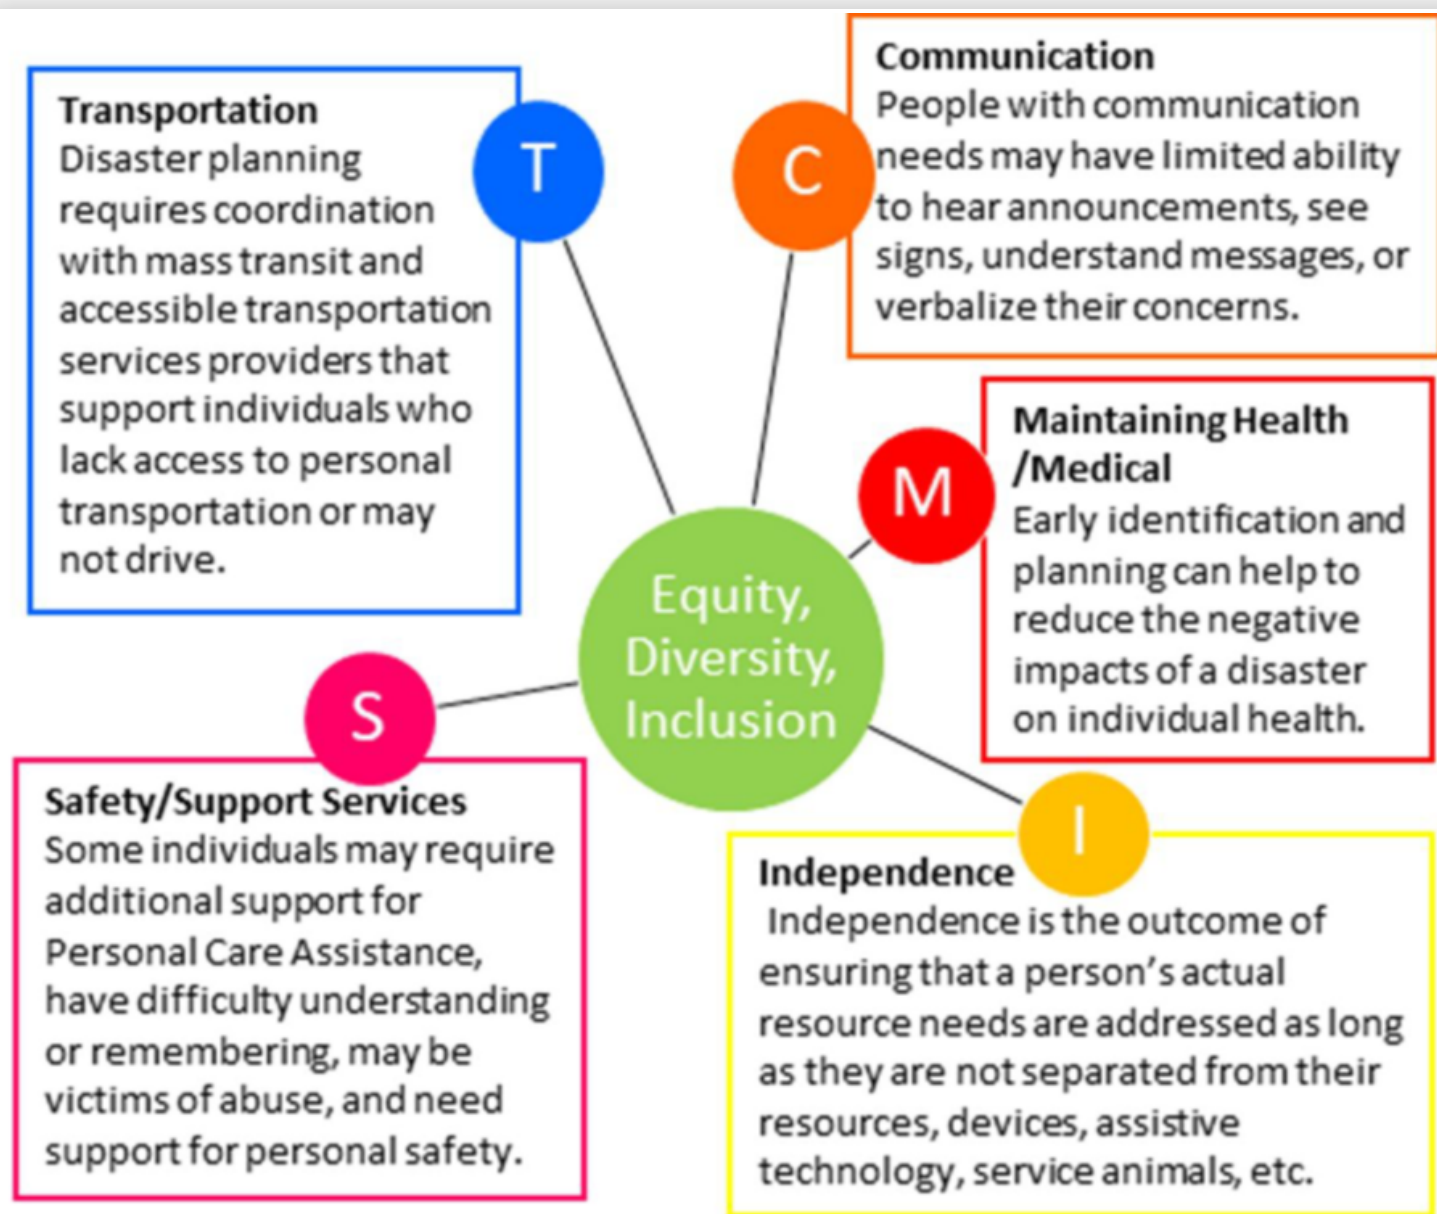 Transportation
Disaster planning
requires coordination
with mass transit and
accessible transportation
services providers that
support individuals who
lack access to personal
transportation or may
not drive.
T
C
Communication
People with communication
needs may have limited ability
to hear announcements, see
signs, understand messages, or
verbalize their concerns.
M
Maintaining Health
/Medical
Early identification and
planning can help to
reduce the negative
impacts of a disaster
on individual health.
Equity,
Diversity,
Inclusion
S
Safety/Support Services
Some individuals may require
additional support for
Personal Care Assistance,
have difficulty understanding
or remembering, may be
victims of abuse, and need
support for personal safety.
I
Independence
Independence is the outcome of
ensuring that a person’s actual
resource needs are addressed as long
as they are not separated from their
resources, devices, assistive
technology, service animals, etc.